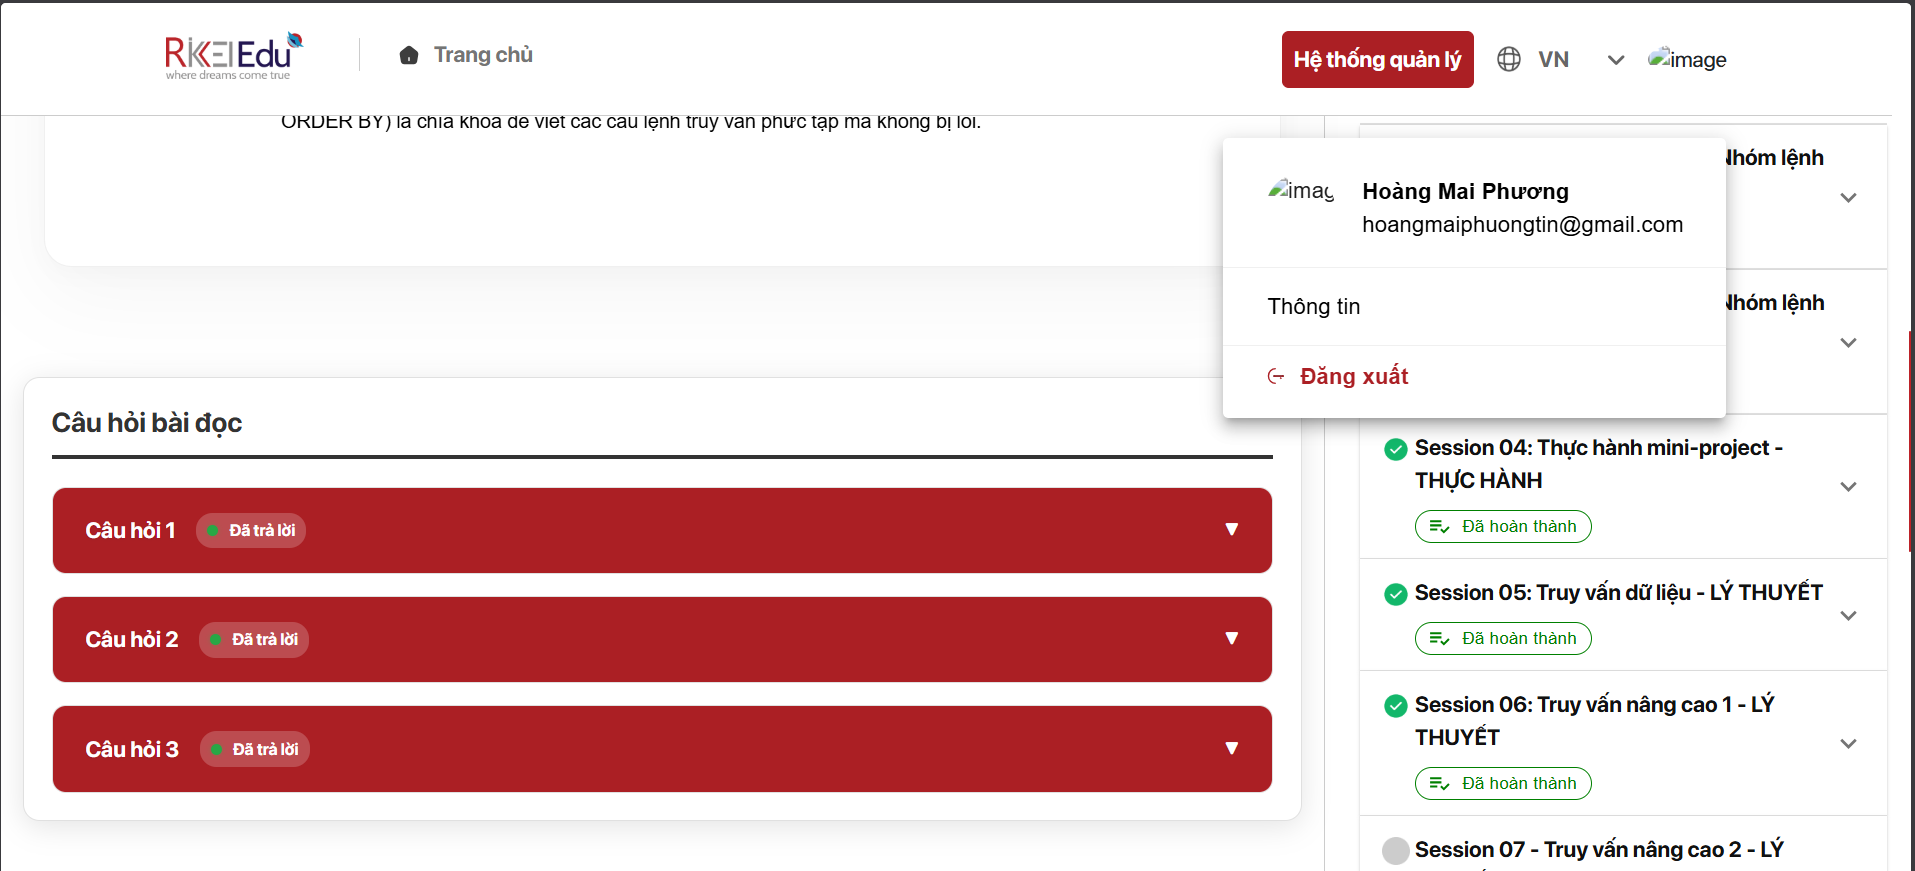 RIKKEI Edu
where dreams come true
Trang chủ
Hệ thống quản lý
VN
image
ORDER BY) là chìa khóa để viết các câu lệnh truy vấn phức tạp mà không bị lỗi.
Hoàng Mai Phương
hoangmaiphuongtin@gmail.com
Thông tin
Đăng xuất
Câu hỏi bài đọc
Câu hỏi 1
Đã trả lời
Câu hỏi 2
Đã trả lời
Câu hỏi 3
Đã trả lời
Nhóm lệnh
Nhóm lệnh
Session 04: Thực hành mini-project -
THỰC HÀNH
Đã hoàn thành
Session 05: Truy vấn dữ liệu - LÝ THUYẾT
Đã hoàn thành
Session 06: Truy vấn nâng cao 1 - LÝ
THUYẾT
Đã hoàn thành
Session 07 - Truy vấn nâng cao 2 - LÝ